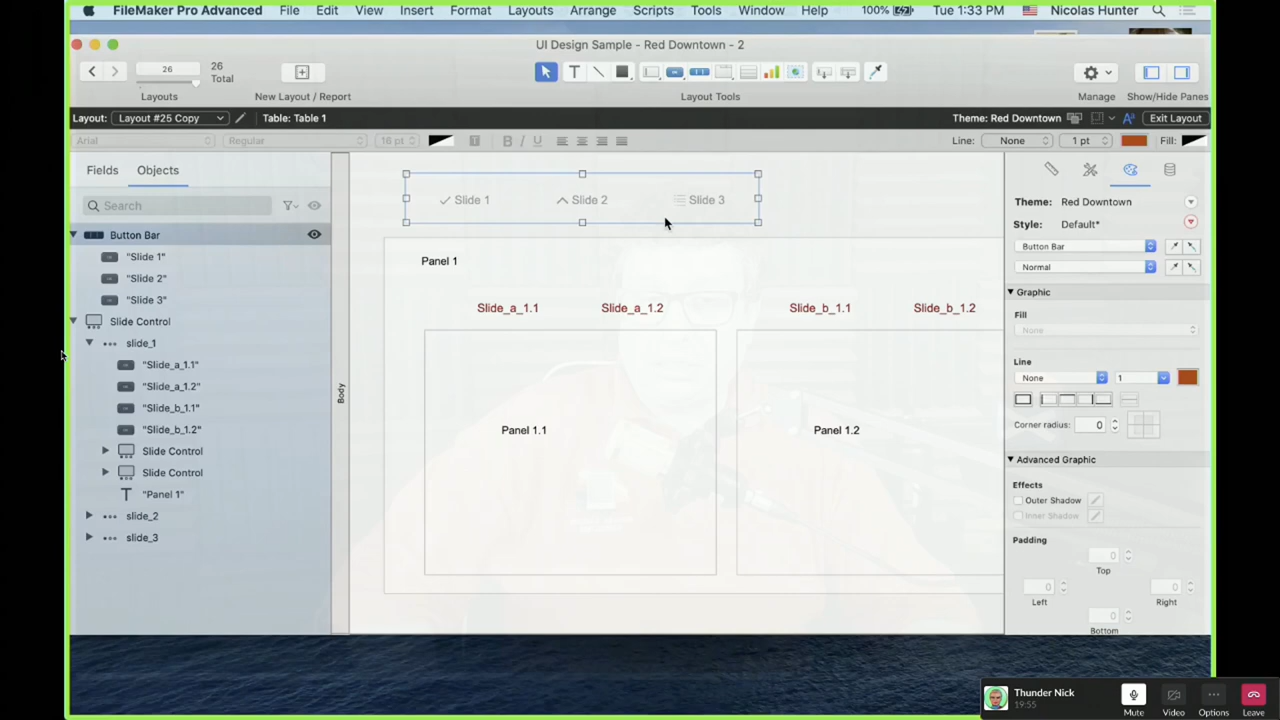 FileMaker Pro Advanced File Edit View Insert Format Layouts Arrange Scripts Tools Window Help 100% Tue 1:33 PM Nicolas Hunter
UI Design Sample - Red Downtown - 2
26
26
Total
Layouts
New Layout / Report
Layout Tools
Manage
Show/Hide Panes
Layout: Layout #25 Copy Table: Table 1 Theme: Red Downtown Exit Layout
Arial Regular 16 pt B I U Line: None 1 pt Fill:
Fields Objects
Search
Button Bar
"Slide 1"
"Slide 2"
"Slide 3"
Slide Control
slide_1
"Slide_a_1.1"
"Slide_a_1.2"
"Slide_b_1.1"
"Slide_b_1.2"
Slide Control
Slide Control
"Panel 1"
slide_2
slide_3
Body
Slide 1 Slide 2 Slide 3
Panel 1
Slide_a_1.1 Slide_a_1.2 Slide_b_1.1 Slide_b_1.2
Panel 1.1 Panel 1.2
Theme: Red Downtown
Style: Default*
Button Bar
Normal
Graphic
Fill
None
Line
None 1
Corner radius: 0
Advanced Graphic
Effects
Outer Shadow
Inner Shadow
Padding
0
Top
0 0
Left Right
0
Bottom
Thunder Nick
19:55
Mute Video Options Leave